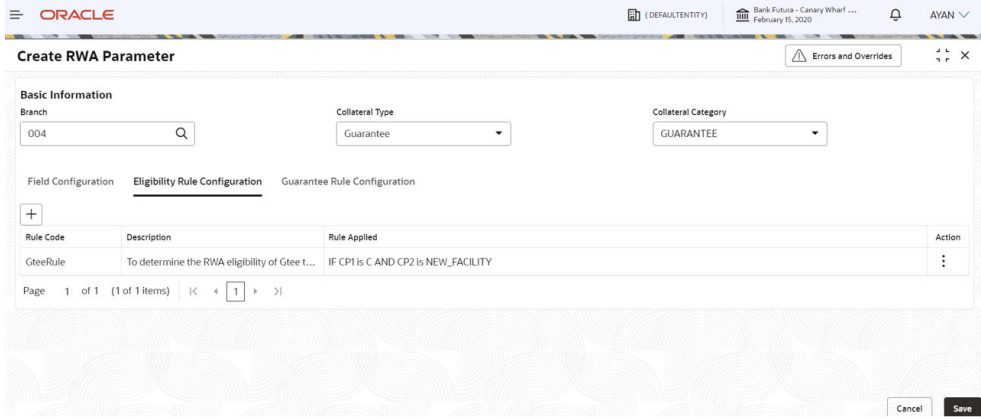 ORACLE
( DEFAULTENTITY)
Bank Futura - Canary Wharf ...
February 15, 2020
AYAN
Create RWA Parameter
Errors and Overrides
Basic Information
Branch Collateral Type Collateral Category
004 Guarantee GUARANTEE
Field Configuration Eligibility Rule Configuration Guarantee Rule Configuration
+
Rule Code Description Rule Applied Action
GteeRule To determine the RWA eligibility of Gtee t... IF CP1 is C AND CP2 is NEW_FACILITY
Page 1 of 1 (1 of 1 items) 1
Cancel Save